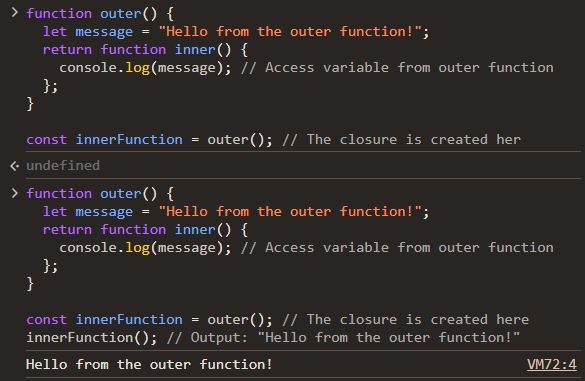 function outer() {
  let message = "Hello from the outer function!";
  return function inner() {
    console.log(message); // Access variable from outer function
  };
}

const innerFunction = outer(); // The closure is created her
undefined
function outer() {
  let message = "Hello from the outer function!";
  return function inner() {
    console.log(message); // Access variable from outer function
  };
}

const innerFunction = outer(); // The closure is created here
innerFunction(); // Output: "Hello from the outer function!"
Hello from the outer function! VM72:4